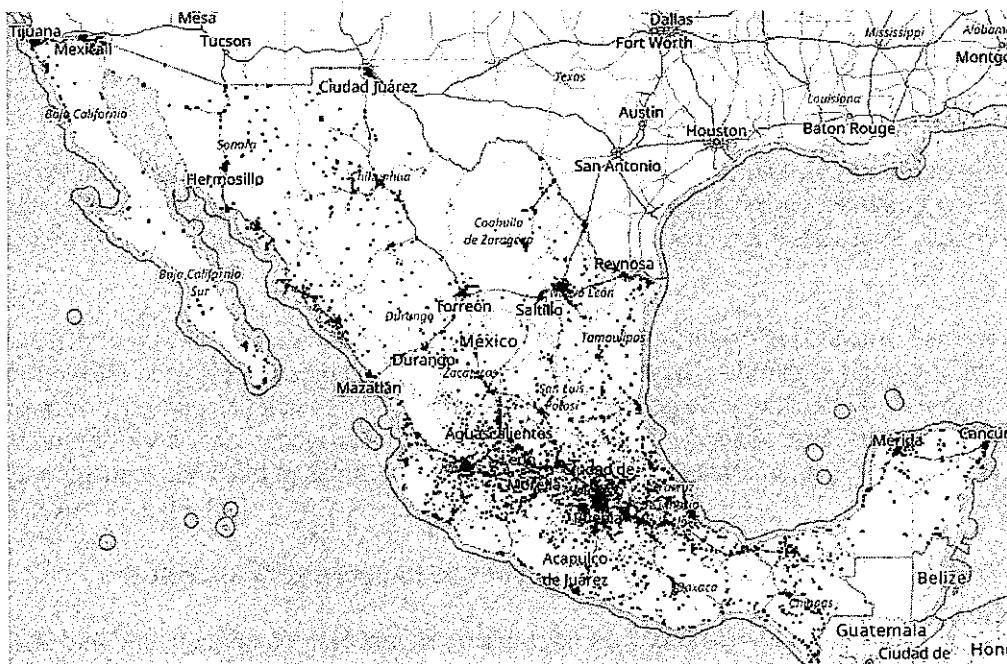 Mesa
Dallas
Tijuana
Mexicali
Tucson
Fort Worth
Mississippi
Alabama
Montgo
Ciudad Juárez
Texas
Baja California
Louisiana
Austin
Houston
Baton Rouge
Sonora
San Antonio
Hermosillo
Chihuahua
Coahuila
de Zaragoza
Reynosa
Baja California
Sur
Nuevo León
Torreón
Saltillo
Durango
México
Tamaulipas
Durango
Zacatecas
Mazatlán
San Luis
Potosí
Aguascalientes
Mérida
Cancún
León
Ciudad de
Morelia
Veracruz
Puebla
Acapulco
de Juárez
Oaxaca
Belize
Chiapas
Guatemala
Ciudad de
Hond